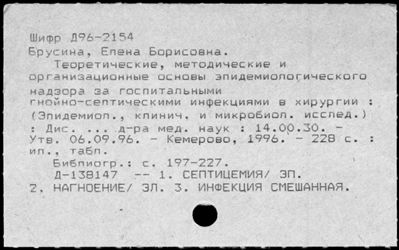 Шифр Д96-2154
Брусина, Елена Борисовна.
Теоретические, методические и
организационные основы эпидемиологического
надзора за госпитальными
гнойно-септическими инфекциями в хирургии :
(Эпидемиол., клинич. и микробиол. исслед.)
: Дис. ... д-ра мед. наук : 14.00.30. -
Утв. 06.09.96. - Кемерово, 1996. - 228 с. :
ил., табл.
Библиогр.: с. 197-227.
Д-138147 -- 1. СЕПТИЦЕМИЯ/ ЭП.
2. НАГНОЕНИЕ/ ЭЛ. 3. ИНФЕКЦИЯ СМЕШАННАЯ.